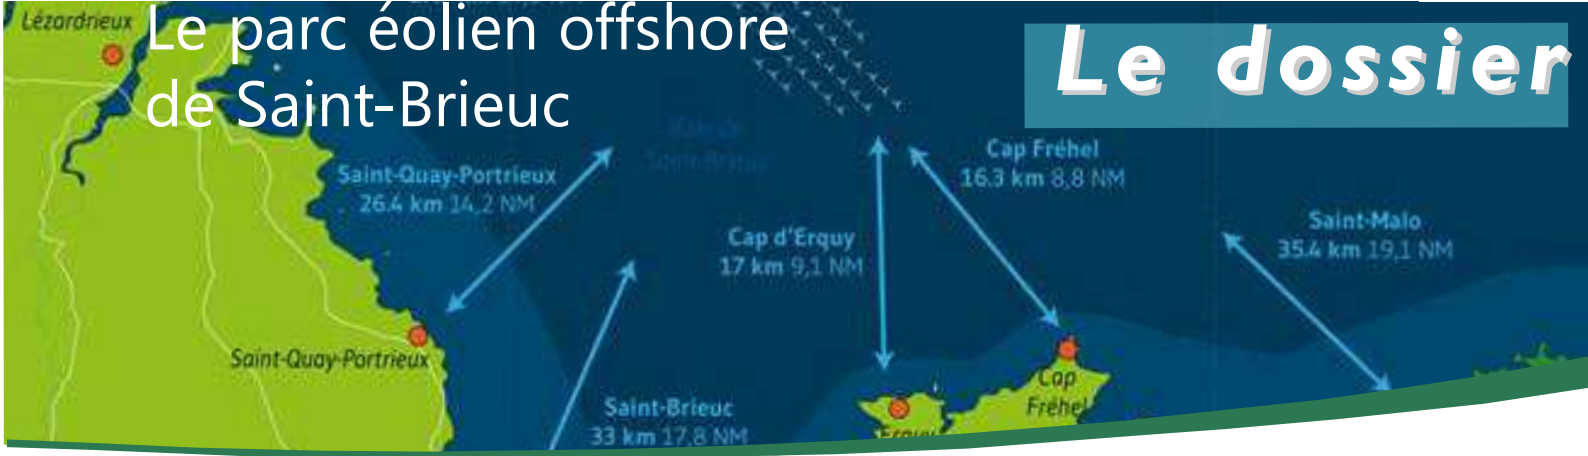 Lézardrieux
Le parc éolien offshore
de Saint-Brieuc
Le dossier
Saint-Quay-Portrieux
26.4 km 14,2 NM
Cap Fréhel
16.3 km 8,8 NM
Cap d'Erquy
17 km 9,1 NM
Saint-Malo
35.4 km 19,1 NM
Saint-Quay-Portrieux
Saint-Brieuc
33 km 17,8 NM
Cap
Fréhel
Erquy